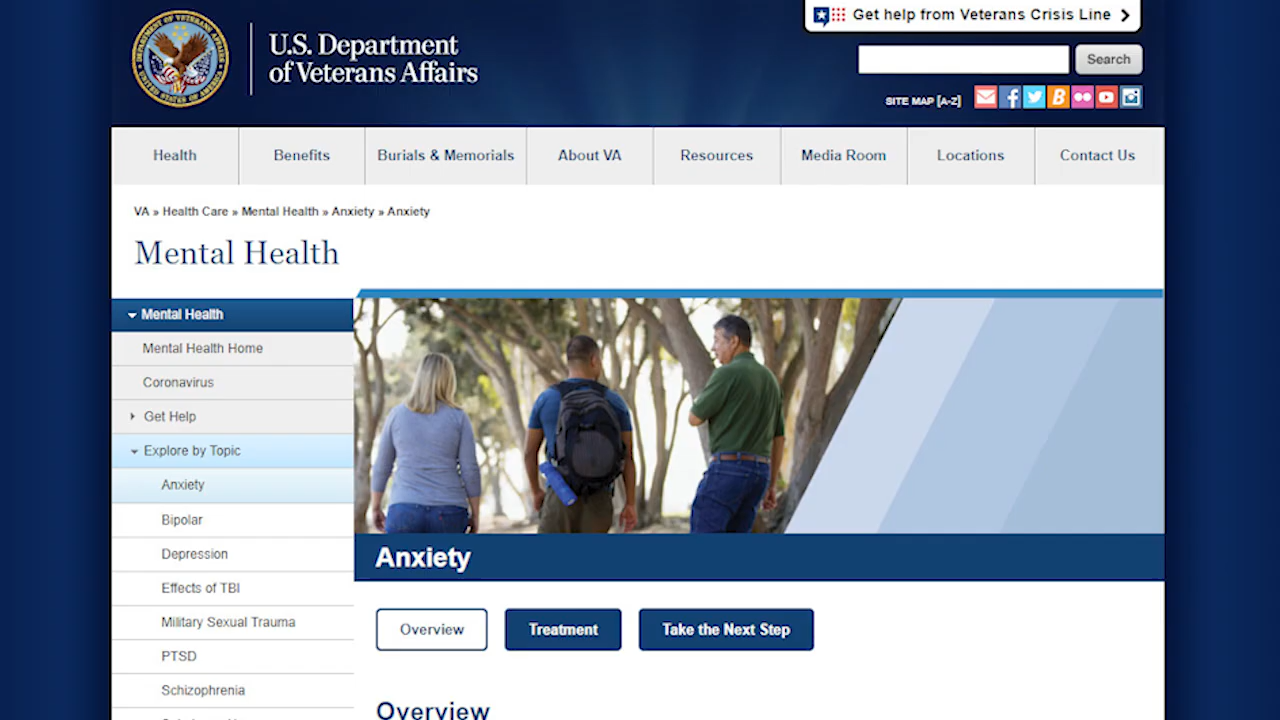 Get help from Veterans Crisis Line
U.S. Department
of Veterans Affairs
Search
SITE MAP [A-Z]
Health
Benefits
Burials & Memorials
About VA
Resources
Media Room
Locations
Contact Us
VA » Health Care » Mental Health » Anxiety » Anxiety
Mental Health
Mental Health
Mental Health Home
Coronavirus
Get Help
Explore by Topic
Anxiety
Bipolar
Depression
Effects of TBI
Military Sexual Trauma
PTSD
Schizophrenia
Anxiety
Overview
Treatment
Take the Next Step
Overview